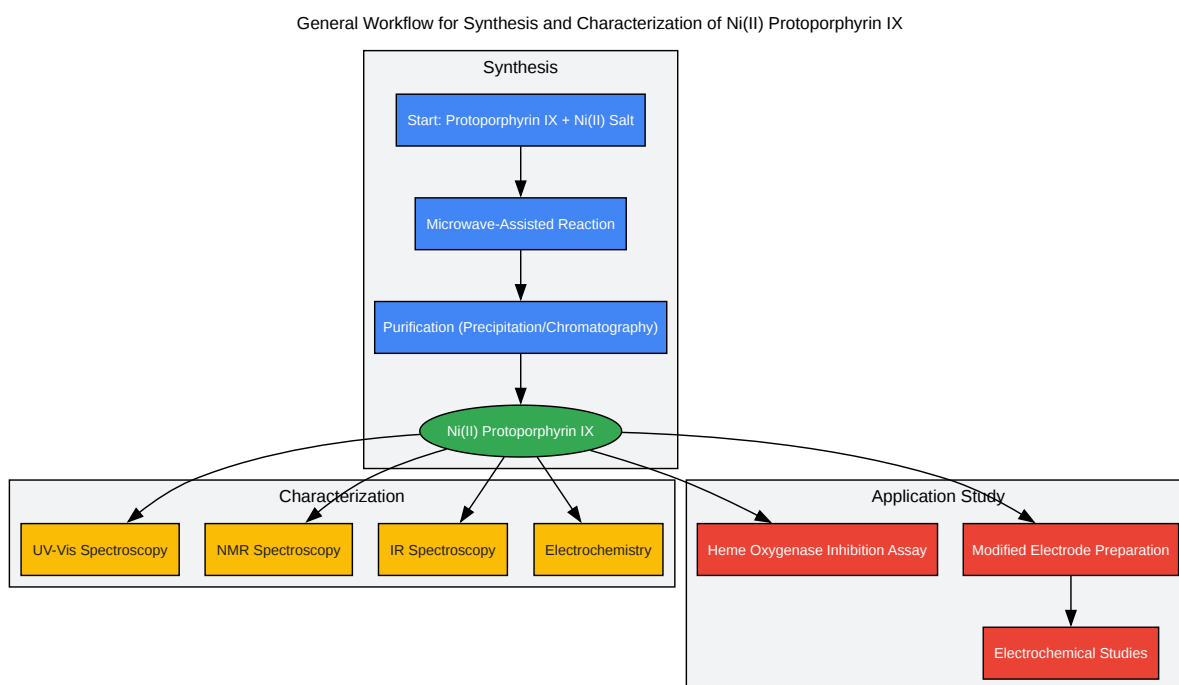 General Workflow for Synthesis and Characterization of Ni(II) Protoporphyrin IX
Synthesis
Start: Protoporphyrin IX + Ni(II) Salt
Microwave-Assisted Reaction
Purification (Precipitation/Chromatography)
Ni(II) Protoporphyrin IX
Characterization
UV-Vis Spectroscopy
NMR Spectroscopy
IR Spectroscopy
Electrochemistry
Application Study
Heme Oxygenase Inhibition Assay
Modified Electrode Preparation
Electrochemical Studies